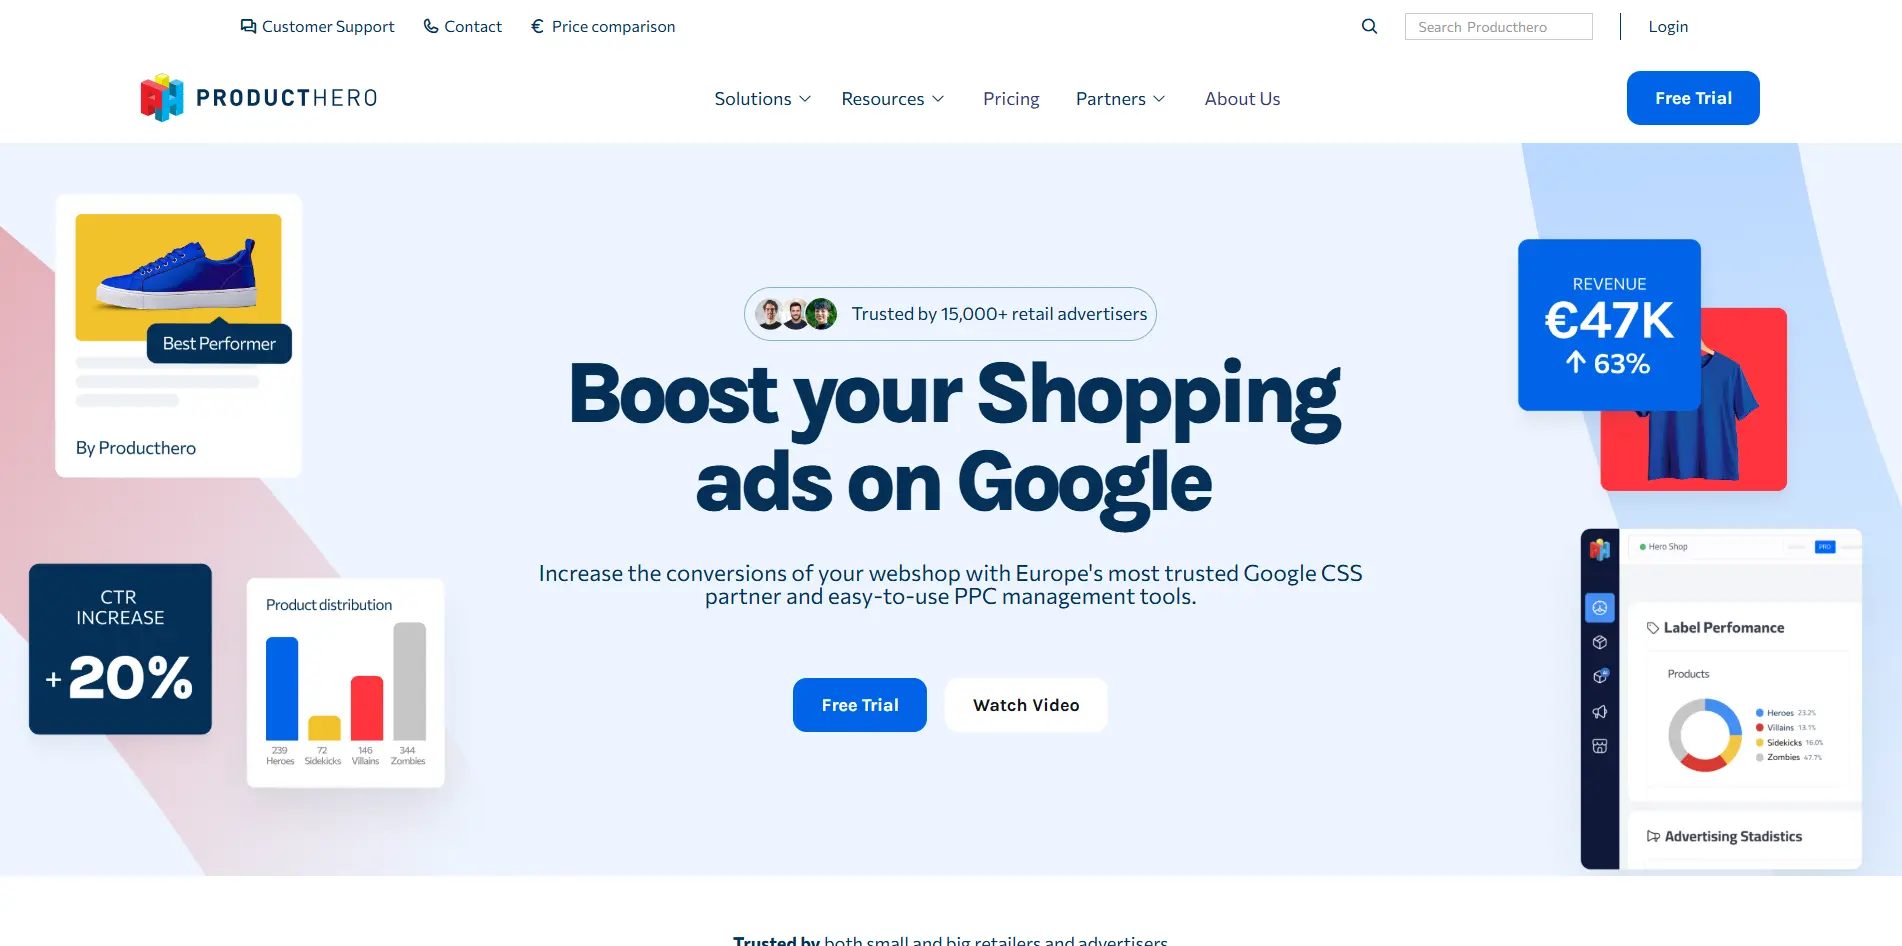 Customer Support
Contact
€ Price comparison
Search Producthero
Login
PRODUCTHERO
Solutions
Resources
Pricing
Partners
About Us
Free Trial
Best Performer
By Producthero
CTR
INCREASE
+20%
Product distribution
239
72
146
344
Heroes
Sidekicks
Villains
Zombies
Trusted by 15,000+ retail advertisers
Boost your Shopping
ads on Google
Increase the conversions of your webshop with Europe's most trusted Google CSS
partner and easy-to-use PPC management tools.
Free Trial
Watch Video
REVENUE
€47K
↑ 63%
Hero Shop
PRO
Label Perfomance
Products
Heroes 23.2%
Villains 13.1%
Sidekicks 16.0%
Zombies 47.7%
Advertising Stadistics
Trusted by both small and big retailers and advertisers